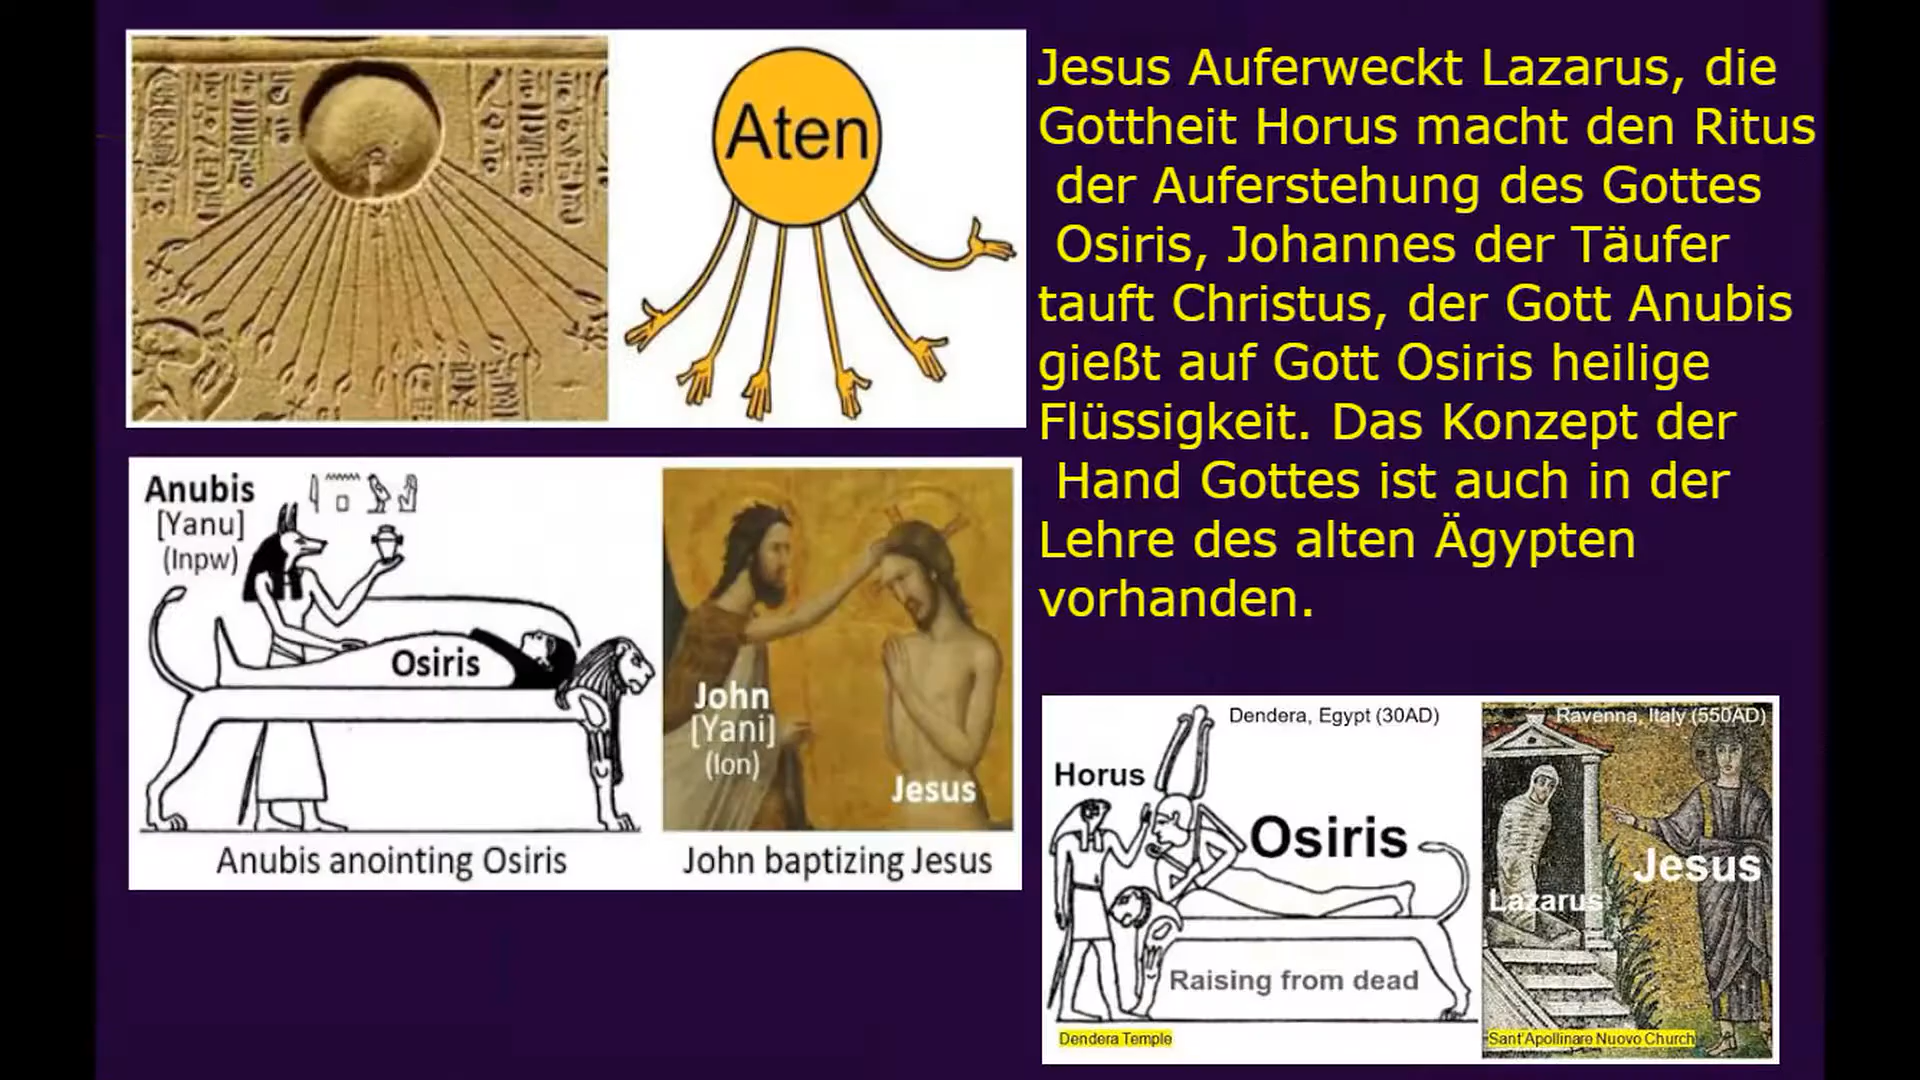 Aten
Jesus Auferweckt Lazarus, die
Gottheit Horus macht den Ritus
der Auferstehung des Gottes
Osiris, Johannes der Täufer
tauft Christus, der Gott Anubis
gießt auf Gott Osiris heilige
Flüssigkeit. Das Konzept der
Hand Gottes ist auch in der
Lehre des alten Ägypten
vorhanden.
Anubis
[Yanu]
(Inpw)
Osiris
Anubis anointing Osiris
John
[Yani]
(Ion)
Jesus
John baptizing Jesus
Dendera, Egypt (30AD)
Horus
Osiris
Raising from dead
Dendera Temple
Ravenna, Italy (550AD)
Jesus
Lazarus
Sant'Apollinare Nuovo Church